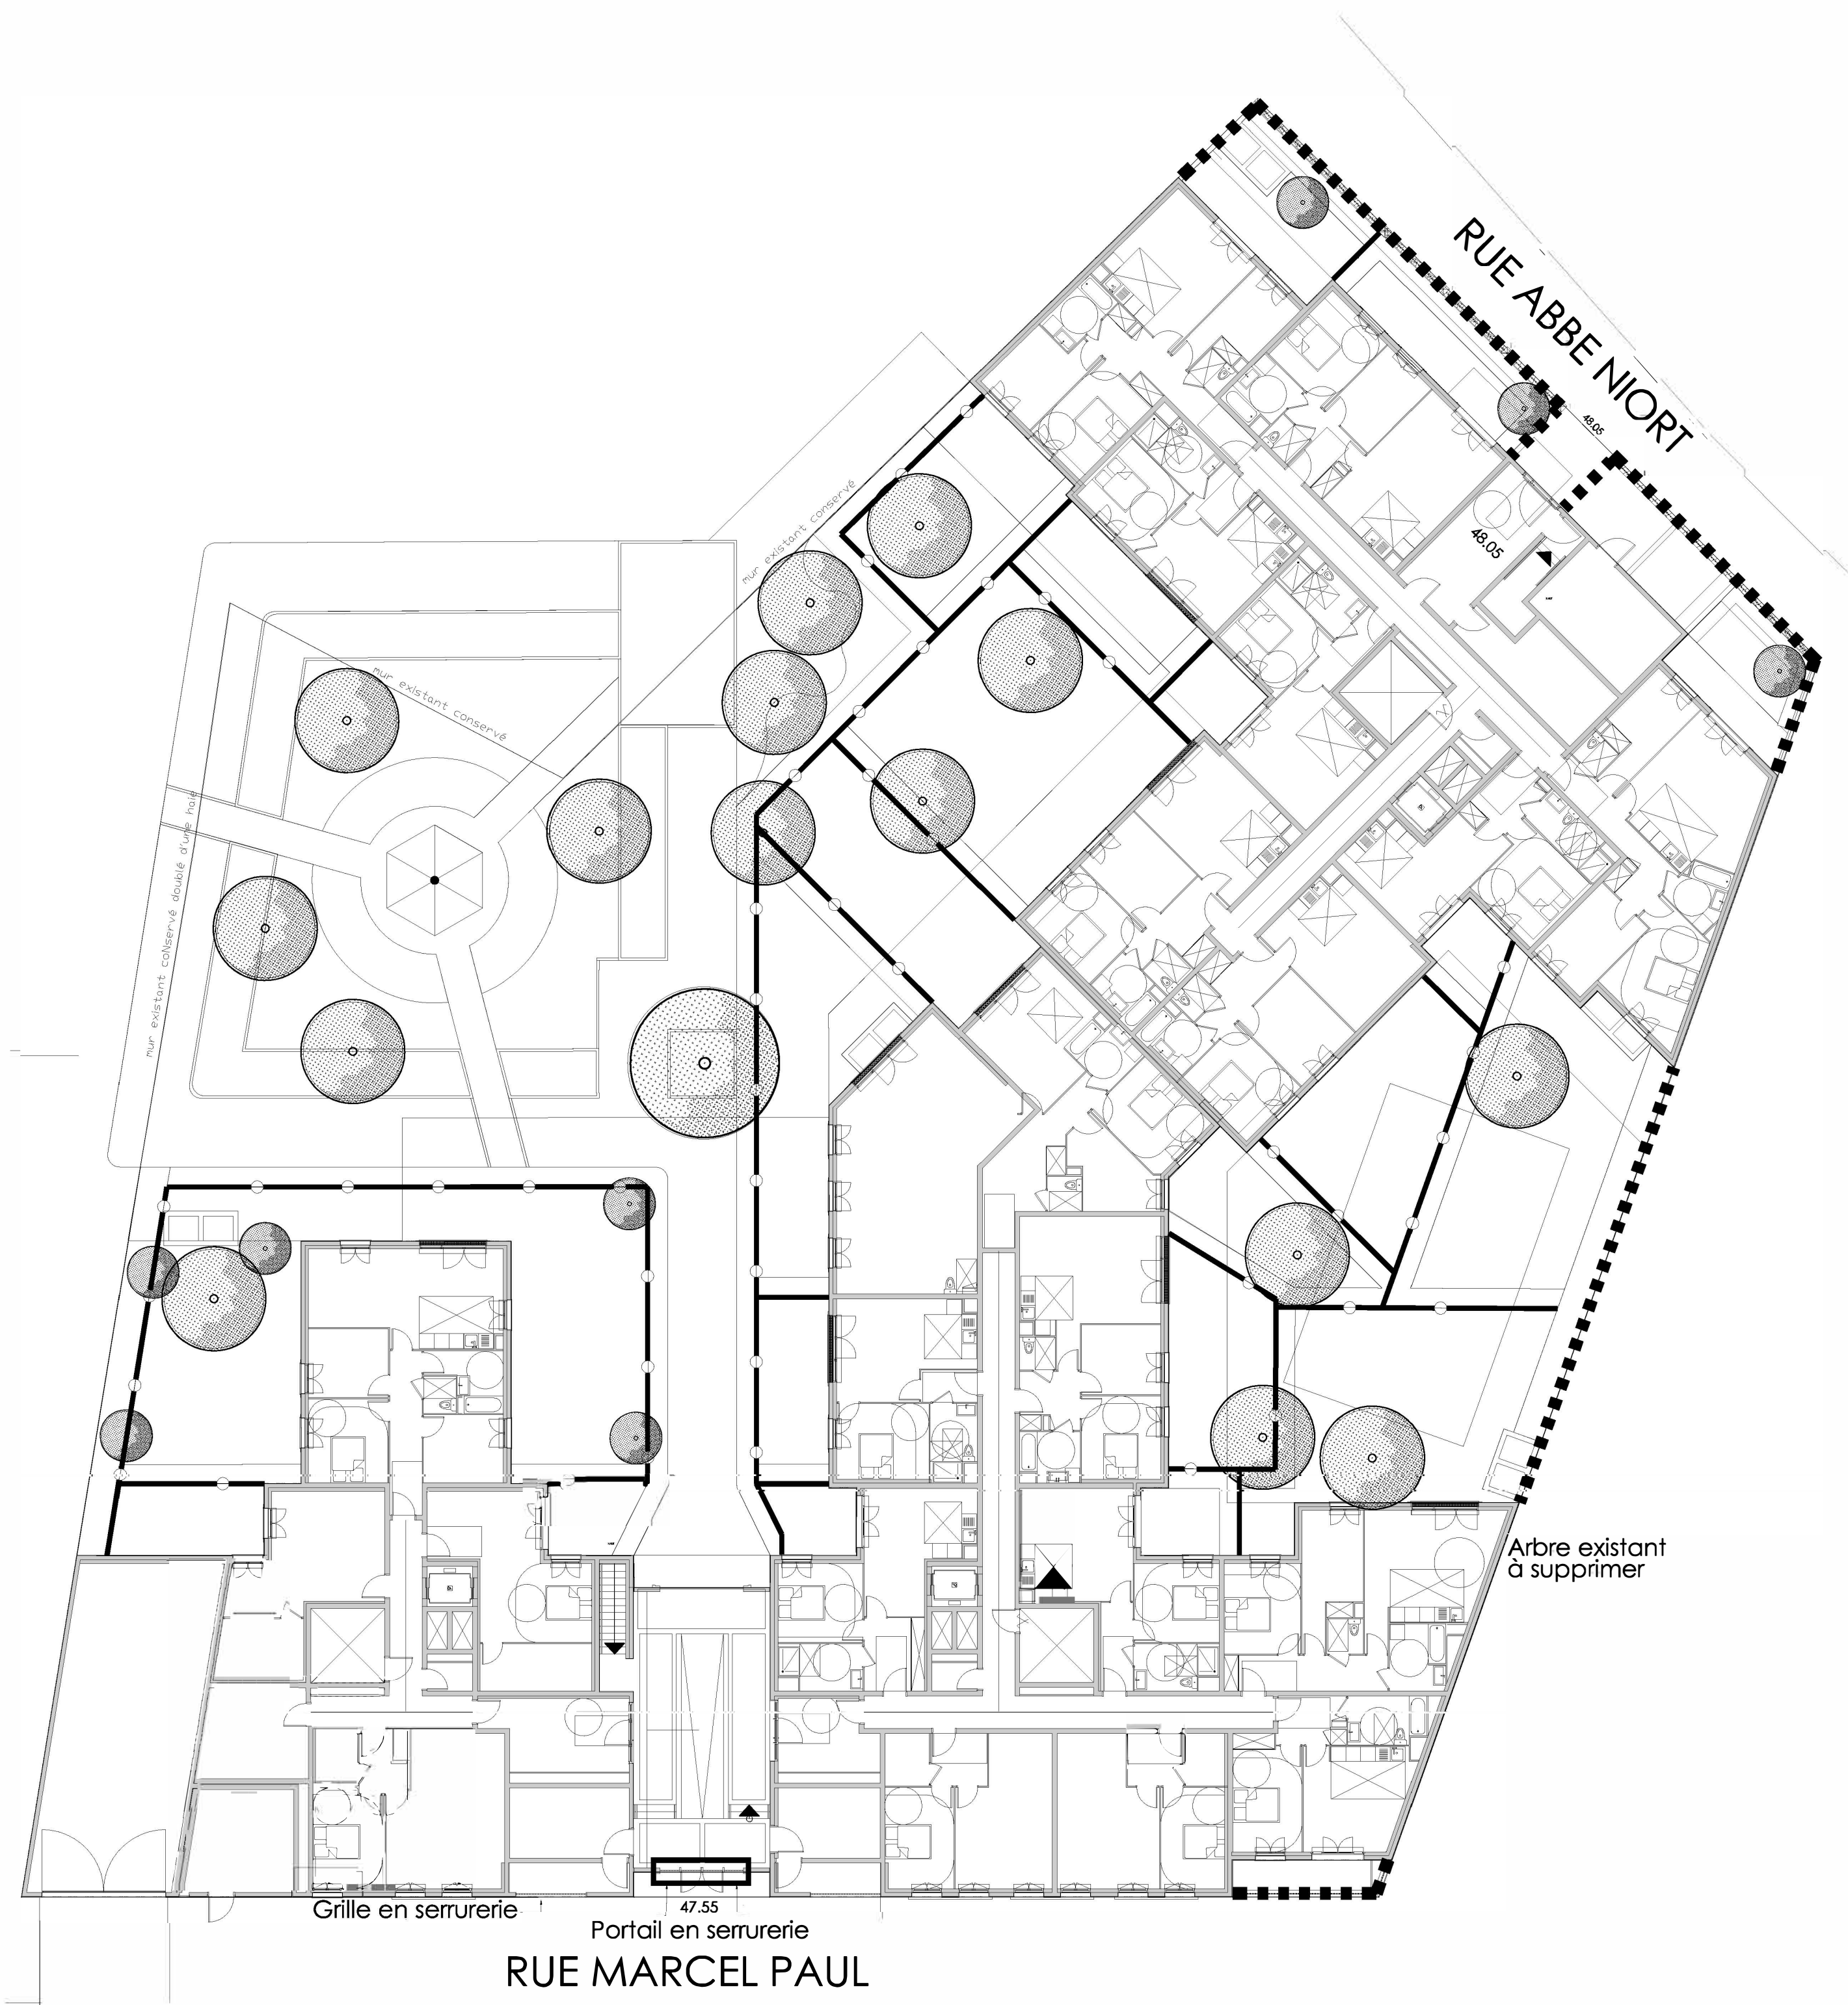 RUE ABBE NIORT
48.05
48.05
mur existant conservé
mur existant conservé
mur existant coNservé doublé d'une haie
Arbre existant
à supprimer
Grille en serrurerie
47.55
Portail en serrurerie
RUE MARCEL PAUL